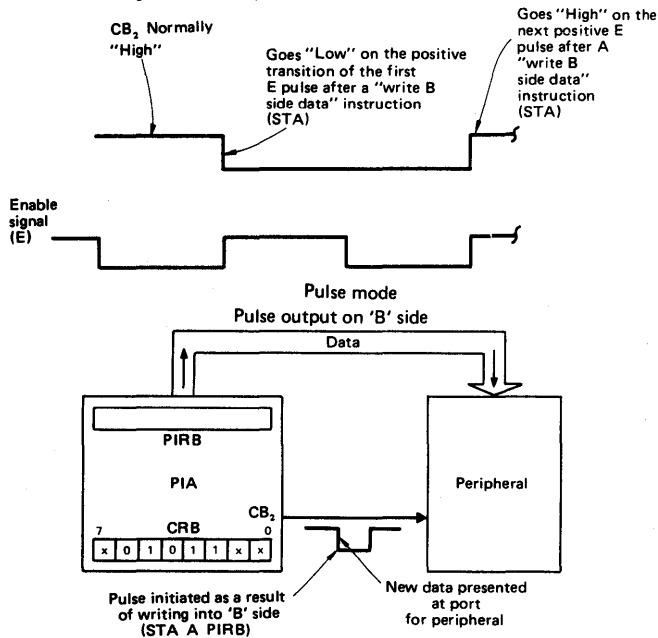 CB₂ Normally
"High"
Goes "Low" on the positive
transition of the first
E pulse after a "write B
side data" instruction
(STA)
Goes "High" on the
next positive E
pulse after A
"write B
side data"
instruction
(STA)
Enable
signal
(E)
Pulse mode
Pulse output on 'B' side
Data
PIRB
PIA
CB₂
7 CRB 0
x 0 1 0 1 1 x x
Peripheral
Pulse initiated as a result
of writing into 'B' side
(STA A PIRB)
New data presented
at port
for peripheral